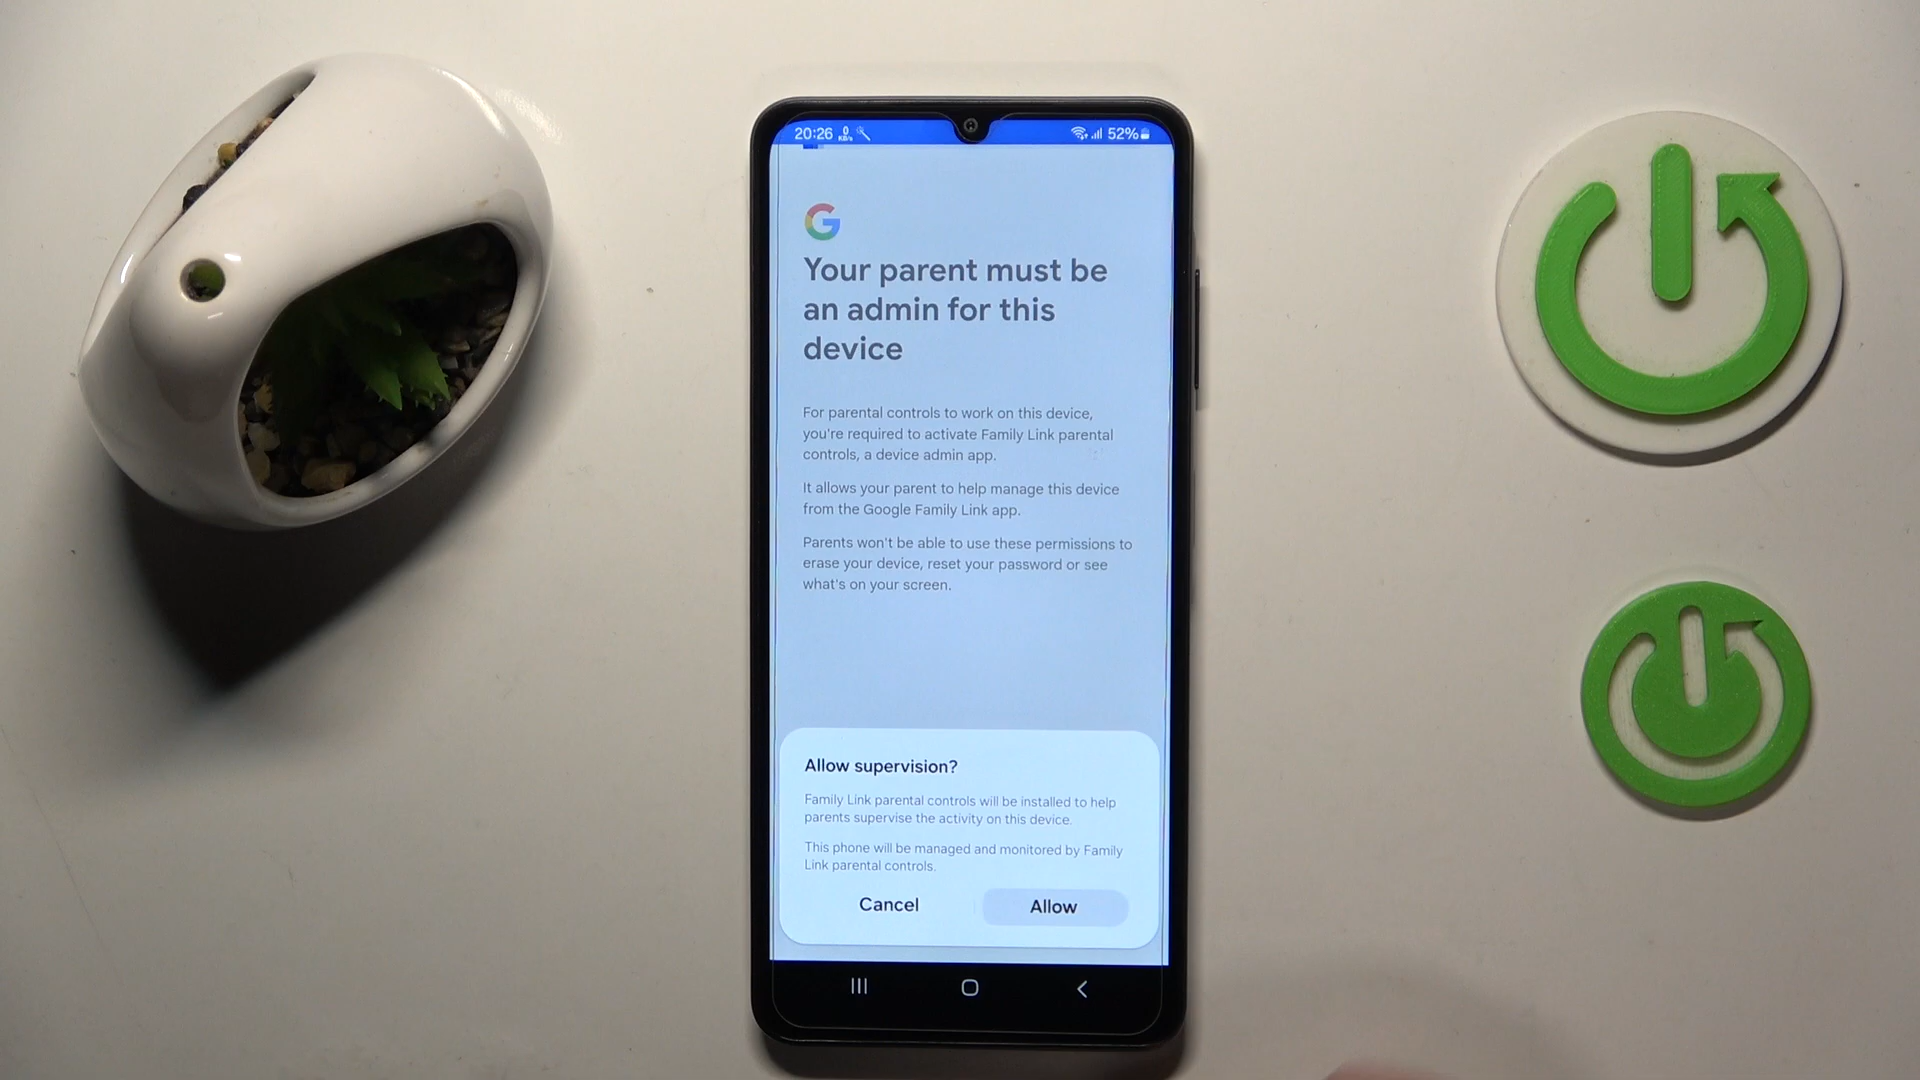 20:26
0
KB/s
52%
Your parent must be
an admin for this
device
For parental controls to work on this device,
you're required to activate Family Link parental
controls, a device admin app.
It allows your parent to help manage this device
from the Google Family Link app.
Parents won't be able to use these permissions to
erase your device, reset your password or see
what's on your screen.
Allow supervision?
Family Link parental controls will be installed to help
parents supervise the activity on this device.
This phone will be managed and monitored by Family
Link parental controls.
Cancel
Allow